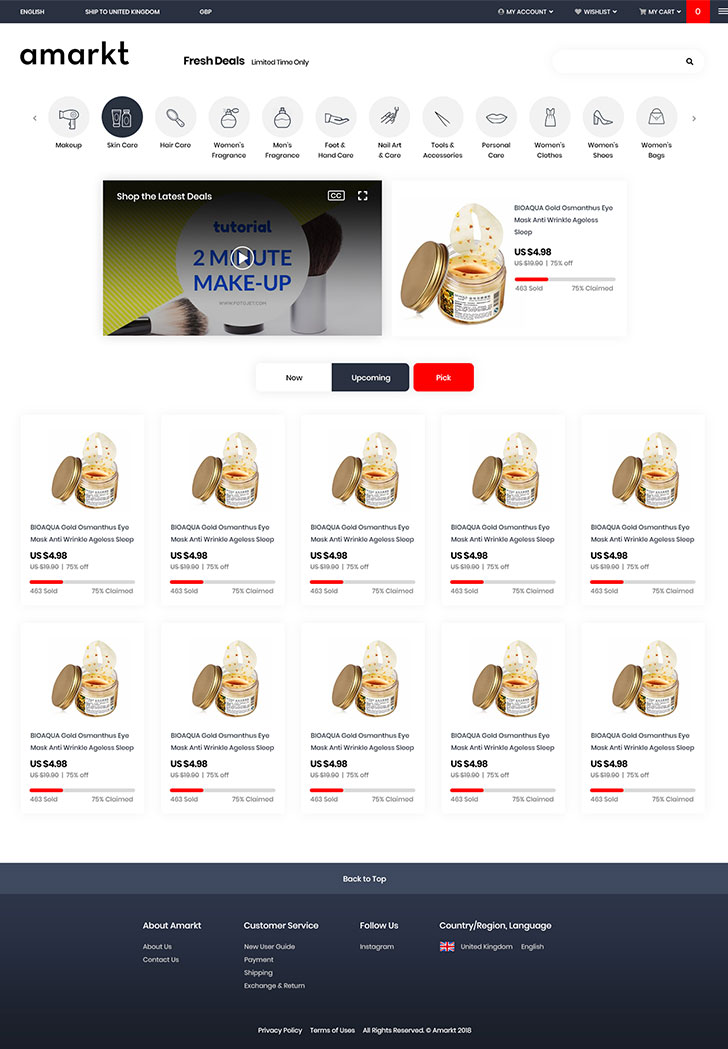 ENGLISH SHIP TO UNITED KINGDOM GBP MY ACCOUNT WISHLIST MY CART 0
amarkt
Fresh Deals Limited Time Only
Makeup
Skin Care
Hair Care
Women's
Fragrance
Men's
Fragrance
Foot &
Hand Care
Nail Art
& Care
Tools &
Accessories
Personal
Care
Women's
Clothes
Women's
Shoes
Women's
Bags
Shop the Latest Deals CC
tutorial
2 MINUTE
MAKE-UP
WWW.FOTOJET.COM
BIOAQUA Gold Osmanthus Eye
Mask Anti Wrinkle Ageless
Sleep
US $4.98
US $19.90 | 75% off
463 Sold 75% Claimed
Now Upcoming Pick
BIOAQUA Gold Osmanthus Eye
Mask Anti Wrinkle Ageless Sleep
US $4.98
US $19.90 | 75% off
463 Sold 75% Claimed
BIOAQUA Gold Osmanthus Eye
Mask Anti Wrinkle Ageless Sleep
US $4.98
US $19.90 | 75% off
463 Sold 75% Claimed
BIOAQUA Gold Osmanthus Eye
Mask Anti Wrinkle Ageless Sleep
US $4.98
US $19.90 | 75% off
463 Sold 75% Claimed
BIOAQUA Gold Osmanthus Eye
Mask Anti Wrinkle Ageless Sleep
US $4.98
US $19.90 | 75% off
463 Sold 75% Claimed
BIOAQUA Gold Osmanthus Eye
Mask Anti Wrinkle Ageless Sleep
US $4.98
US $19.90 | 75% off
463 Sold 75% Claimed
BIOAQUA Gold Osmanthus Eye
Mask Anti Wrinkle Ageless Sleep
US $4.98
US $19.90 | 75% off
463 Sold 75% Claimed
BIOAQUA Gold Osmanthus Eye
Mask Anti Wrinkle Ageless Sleep
US $4.98
US $19.90 | 75% off
463 Sold 75% Claimed
BIOAQUA Gold Osmanthus Eye
Mask Anti Wrinkle Ageless Sleep
US $4.98
US $19.90 | 75% off
463 Sold 75% Claimed
BIOAQUA Gold Osmanthus Eye
Mask Anti Wrinkle Ageless Sleep
US $4.98
US $19.90 | 75% off
463 Sold 75% Claimed
BIOAQUA Gold Osmanthus Eye
Mask Anti Wrinkle Ageless Sleep
US $4.98
US $19.90 | 75% off
463 Sold 75% Claimed
Back to Top
About Amarkt
About Us
Contact Us
Customer Service
New User Guide
Payment
Shipping
Exchange & Return
Follow Us
Instagram
Country/Region, Language
United Kingdom English
Privacy Policy Terms of Uses All Rights Reserved. © Amarkt 2018